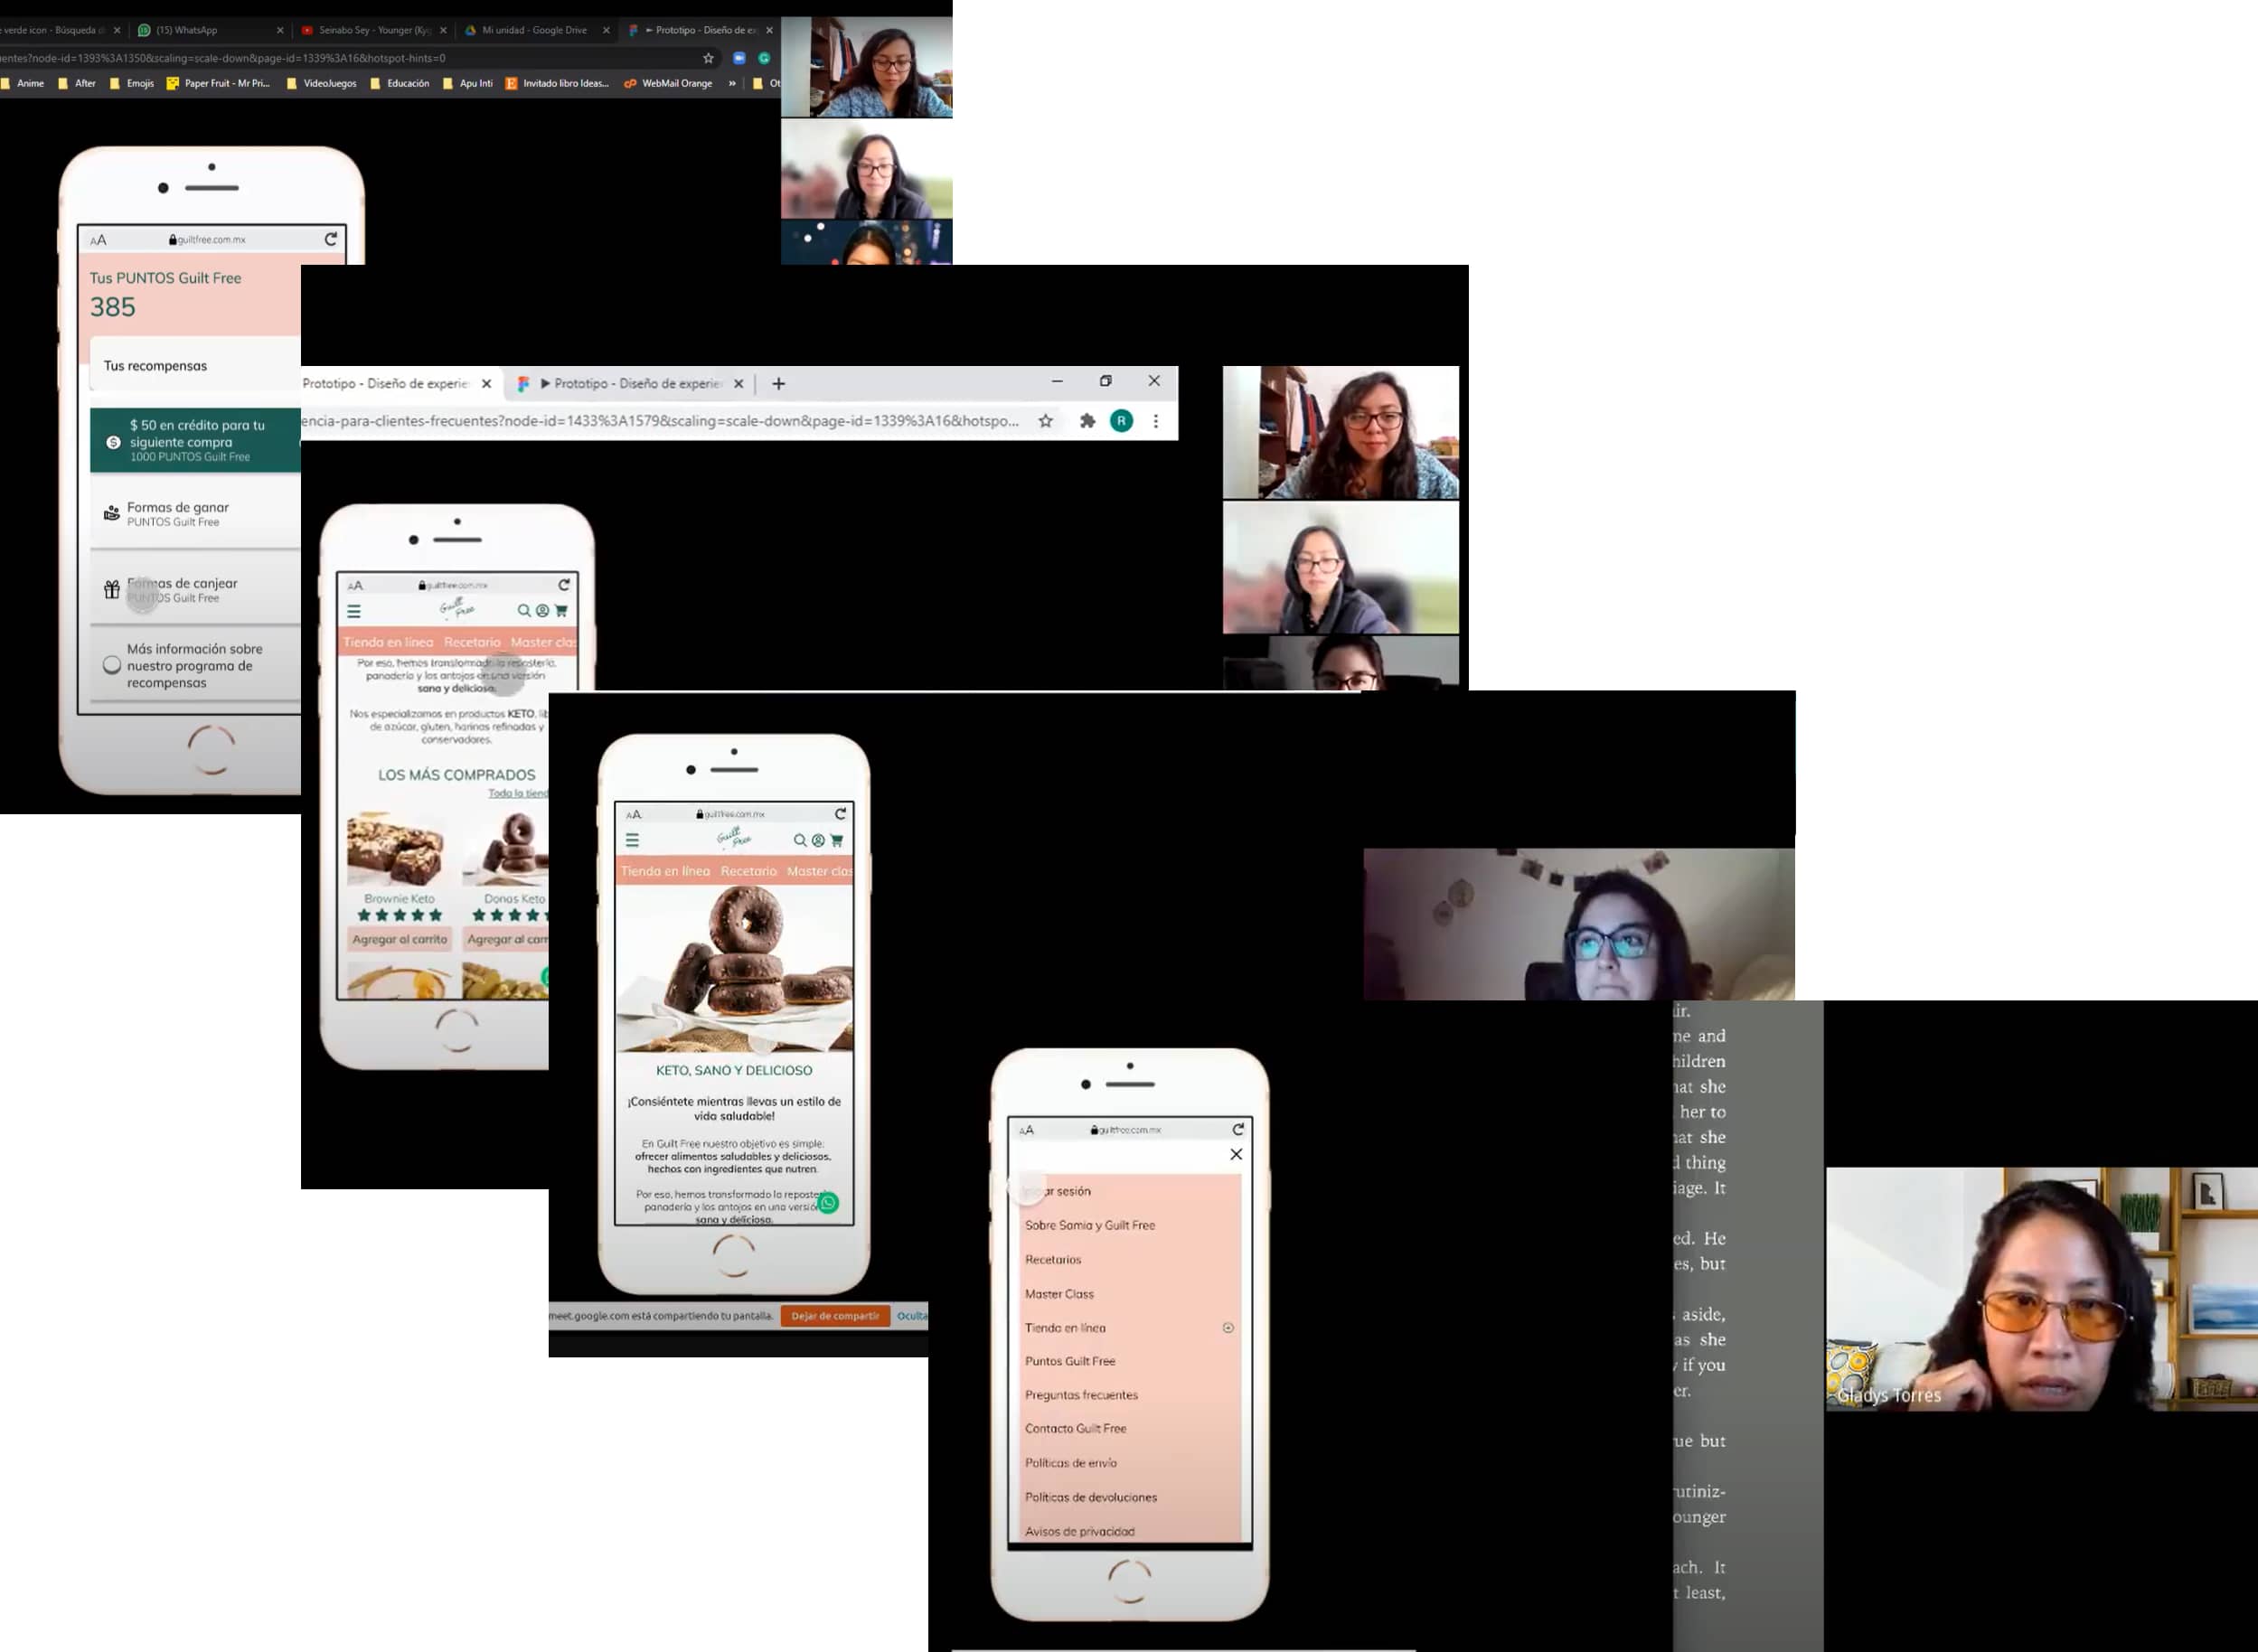 verde icon - Búsqueda
(15) WhatsApp
Seinabo Sey - Younger (Kyg
Mi unidad - Google Drive
Prototipo - Diseño de ex
entes?node-id=1393%3A1350&scaling=scale-down&page-id=1339%3A16&hotspot-hints=0
Anime
After
Emojis
Paper Fruit - Mr Pri...
VideoJuegos
Educación
Apu Inti
Invitado libro Ideas...
WebMail Orange
»
Ot
AA
guiltfree.com.mx
Tus PUNTOS Guilt Free
385
Tus recompensas
$ 50 en crédito para tu
siguiente compra
1000 PUNTOS Guilt Free
Formas de ganar
PUNTOS Guilt Free
Formas de canjear
PUNTOS Guilt Free
Más información sobre
nuestro programa de
recompensas
Prototipo - Diseño de experie
Prototipo - Diseño de experier
encia-para-clientes-frecuentes?node-id=1433%3A1579&scaling=scale-down&page-id=1339%3A16&hotspo...
R
AA
guiltfree.com.mx
Guilt
Free
Tienda en línea Recetario Master clas
Por eso, hemos transformado la repostería,
panadería y los antojos en una versión
sana y deliciosa.
Nos especializamos en productos KETO, lib
de azúcar, gluten, harinas refinadas y
conservadores.
LOS MÁS COMPRADOS
Toda la tiend
Brownie Keto
Donas Keto
Agregar al carrito
Agregar al carr
AA
guiltfree.com.mx
Guilt
Free
Tienda en línea Recetario Master clas
KETO, SANO Y DELICIOSO
¡Consiéntete mientras llevas un estilo de
vida saludable!
En Guilt Free nuestro objetivo es simple:
ofrecer alimentos saludables y deliciosos,
hechos con ingredientes que nutren.
Por eso, hemos transformado la reposterí
panadería y los antojos en una versió
sana y deliciosa.
meet.google.com está compartiendo tu pantalla.
Dejar de compartir
Oculta
AA
guiltfree.com.mx
Iniciar sesión
Sobre Samia y Guilt Free
Recetarios
Master Class
Tienda en línea
Puntos Guilt Free
Preguntas frecuentes
Contacto Guilt Free
Políticas de envío
Políticas de devoluciones
Avisos de privacidad
ir.
ne and
hildren
hat she
her to
hat she
d thing
iage. It
ed. He
es, but
aside,
as she
if you
er.
rue but
rutiniz-
ounger
ach. It
t least,
Gladys Torres